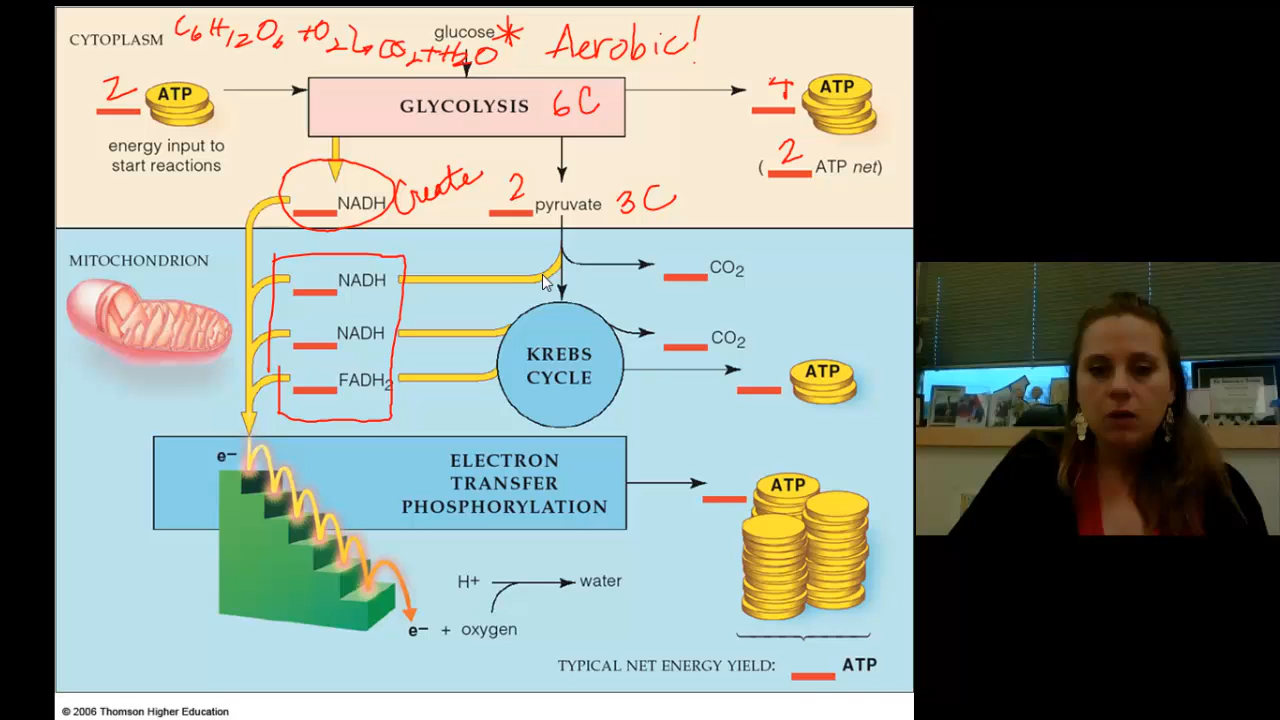 CYTOPLASM
C6H12O6 + O2 → CO2 + H2O
glucose * Aerobic!
2 ATP
energy input to
start reactions
GLYCOLYSIS 6C
4 ATP
( 2 ATP net)
NADH Create
2 pyruvate 3C
MITOCHONDRION
NADH
CO2
NADH
CO2
FADH2
KREBS
CYCLE
ATP
e−
ELECTRON
TRANSFER
PHOSPHORYLATION
ATP
H+ water
e− + oxygen
TYPICAL NET ENERGY YIELD: ATP
© 2006 Thomson Higher Education